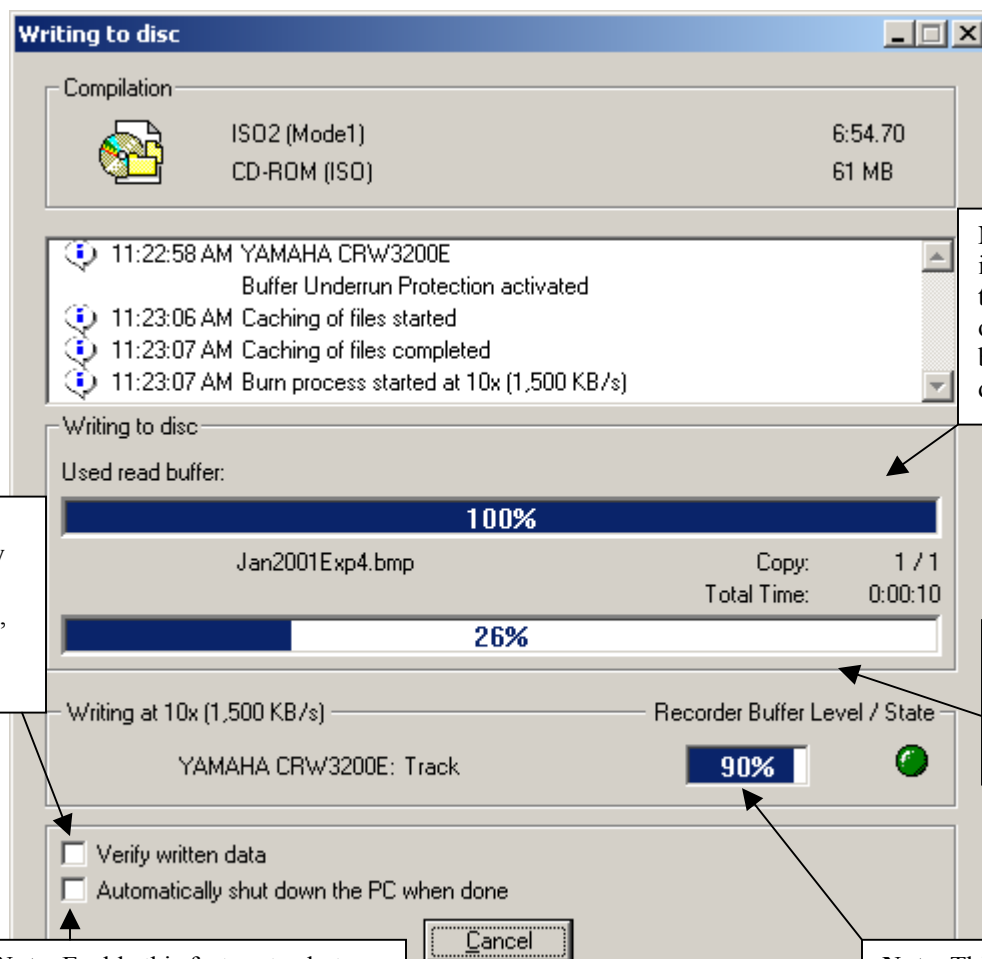 Writing to disc
Compilation
ISO2 (Mode1) 6:54.70
CD-ROM (ISO) 61 MB
11:22:58 AM YAMAHA CRW3200E
Buffer Underrun Protection activated
11:23:06 AM Caching of files started
11:23:07 AM Caching of files completed
11:23:07 AM Burn process started at 10x (1,500 KB/s)
Writing to disc
Used read buffer:
100%
Jan2001Exp4.bmp Copy: 1 / 1
Total Time: 0:00:10
26%
Writing at 10x (1,500 KB/s) Recorder Buffer Level / State
YAMAHA CRW3200E: Track 90%
Verify written data
Automatically shut down the PC when done
Cancel